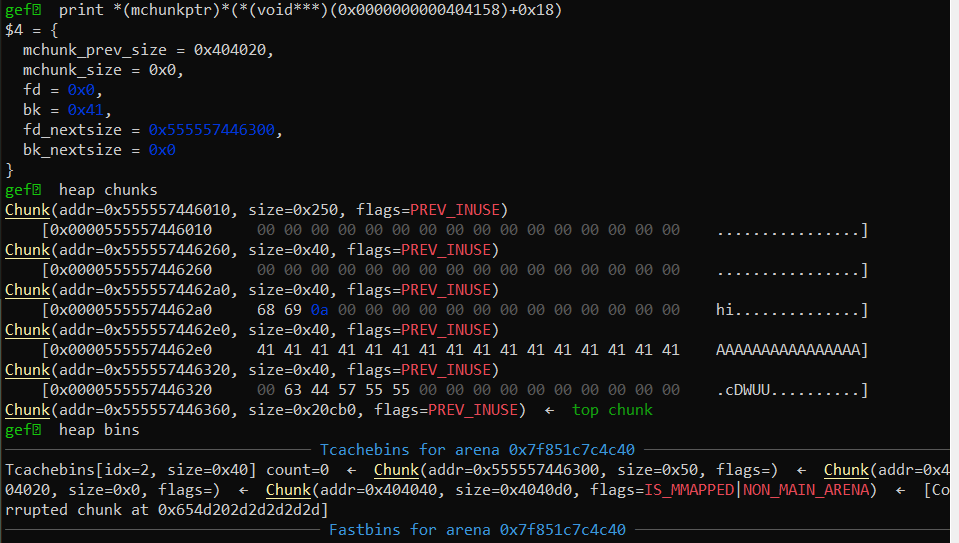 gef⍰  print *(mchunkptr)*(*(void***)(0x0000000000404158)+0x18)
$4 = {
  mchunk_prev_size = 0x404020,
  mchunk_size = 0x0,
  fd = 0x0,
  bk = 0x41,
  fd_nextsize = 0x555557446300,
  bk_nextsize = 0x0
}
gef⍰  heap chunks
Chunk(addr=0x555557446010, size=0x250, flags=PREV_INUSE)
    [0x0000555557446010     00 00 00 00 00 00 00 00 00 00 00 00 00 00 00 00    ................]
Chunk(addr=0x555557446260, size=0x40, flags=PREV_INUSE)
    [0x0000555557446260     00 00 00 00 00 00 00 00 00 00 00 00 00 00 00 00    ................]
Chunk(addr=0x5555574462a0, size=0x40, flags=PREV_INUSE)
    [0x00005555574462a0     68 69 0a 00 00 00 00 00 00 00 00 00 00 00 00 00    hi..............]
Chunk(addr=0x5555574462e0, size=0x40, flags=PREV_INUSE)
    [0x00005555574462e0     41 41 41 41 41 41 41 41 41 41 41 41 41 41 41 41    AAAAAAAAAAAAAAAA]
Chunk(addr=0x555557446320, size=0x40, flags=PREV_INUSE)
    [0x0000555557446320     00 63 44 57 55 55 00 00 00 00 00 00 00 00 00 00    .cDWUU..........]
Chunk(addr=0x555557446360, size=0x20cb0, flags=PREV_INUSE)  ←  top chunk
gef⍰  heap bins
Tcachebins for arena 0x7f851c7c4c40
Tcachebins[idx=2, size=0x40] count=0  ←  Chunk(addr=0x555557446300, size=0x50, flags=)  ←  Chunk(addr=0x4
04020, size=0x0, flags=)  ←  Chunk(addr=0x404040, size=0x4040d0, flags=IS_MMAPPED|NON_MAIN_ARENA)  ←  [Co
rrupted chunk at 0x654d202d2d2d2d2d]
Fastbins for arena 0x7f851c7c4c40